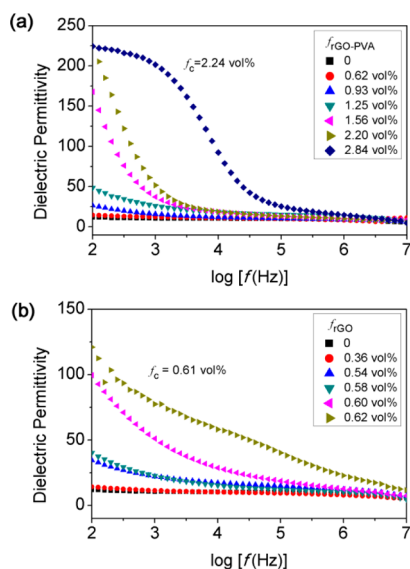 (a)
250
200
150
100
50
0
Dielectric Permittivity
f_c=2.24 vol%
f_rGO-PVA
0
0.62 vol%
0.93 vol%
1.25 vol%
1.56 vol%
2.20 vol%
2.84 vol%
2 3 4 5 6 7
log [f(Hz)]
(b)
150
100
50
0
Dielectric Permittivity
f_c = 0.61 vol%
f_rGO
0
0.36 vol%
0.54 vol%
0.58 vol%
0.60 vol%
0.62 vol%
2 3 4 5 6 7
log [f(Hz)]